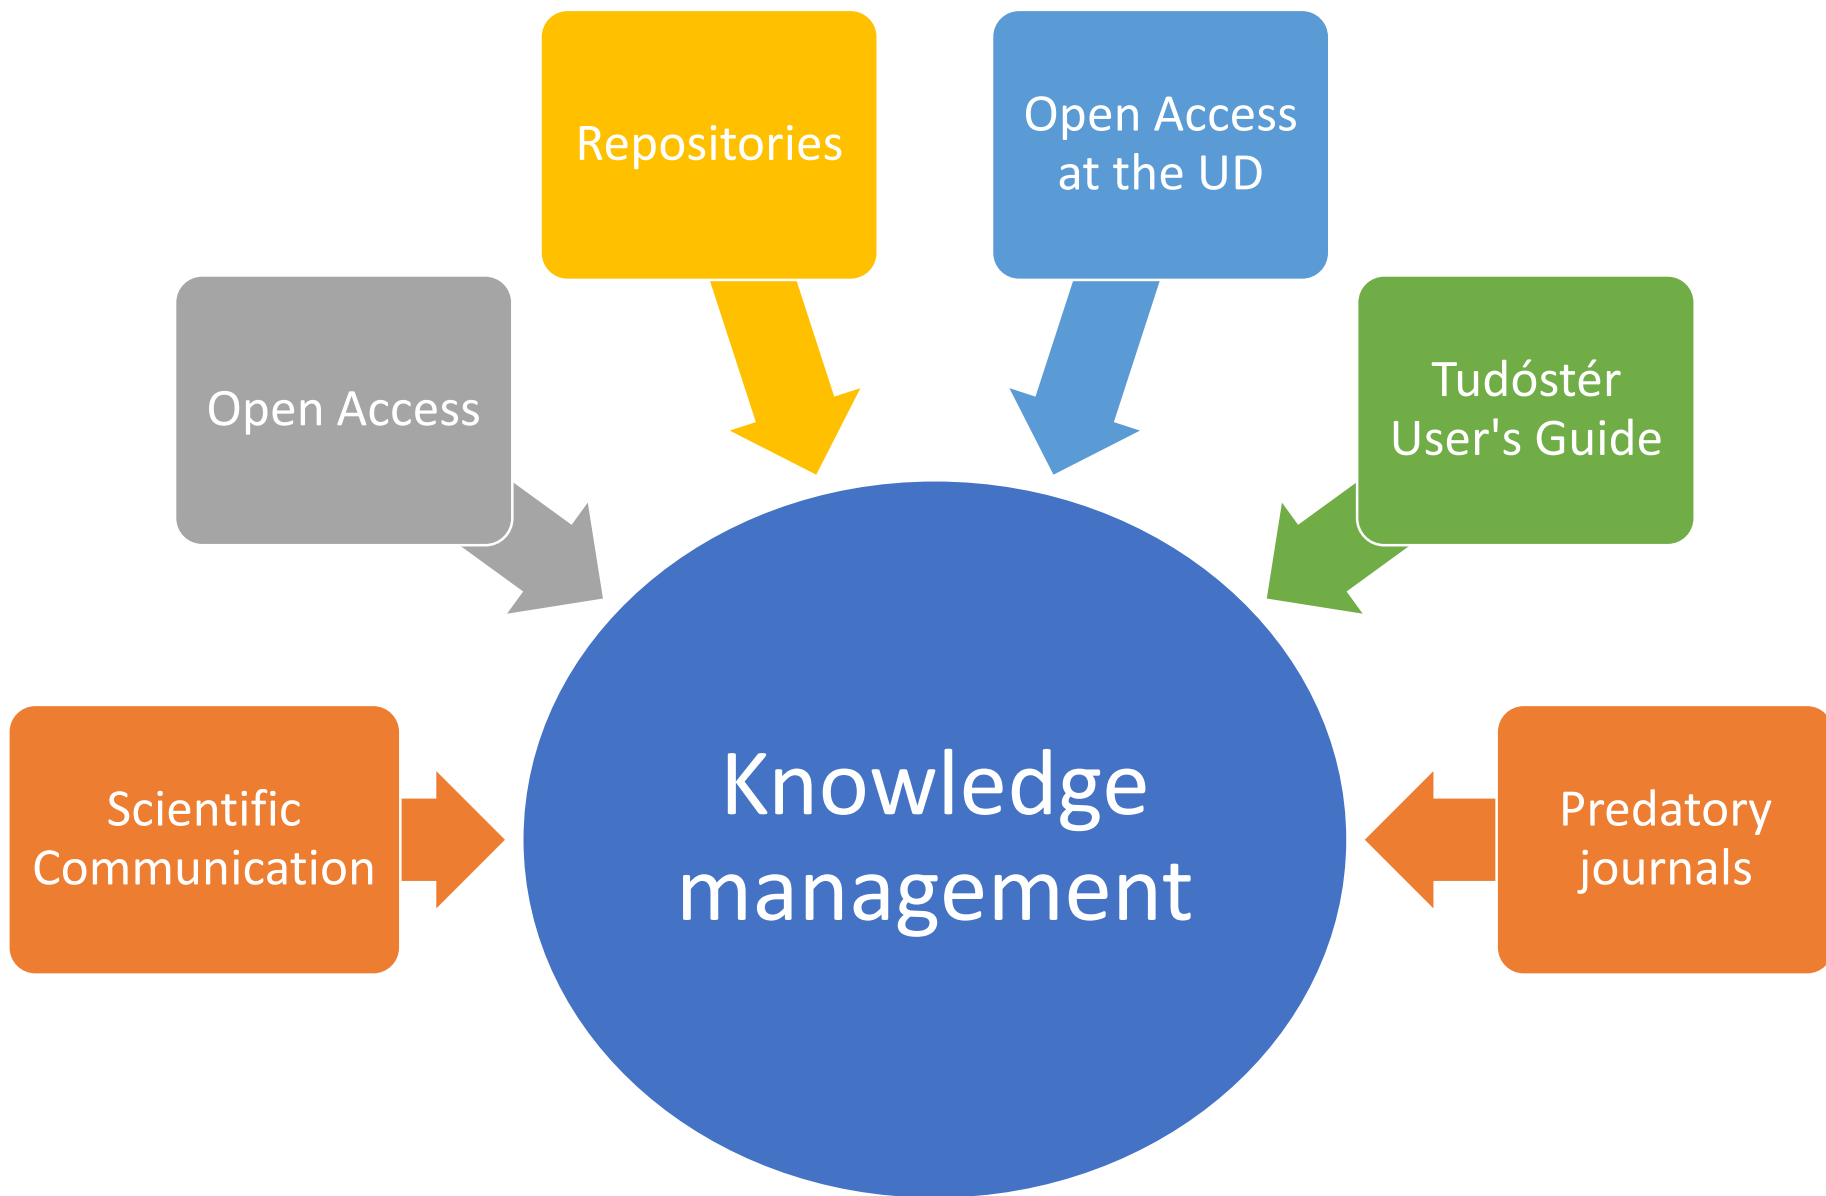 Repositories
Open Access
at the UD
Open Access
Tudóstér
User's Guide
Scientific
Communication
Knowledge
management
Predatory
journals